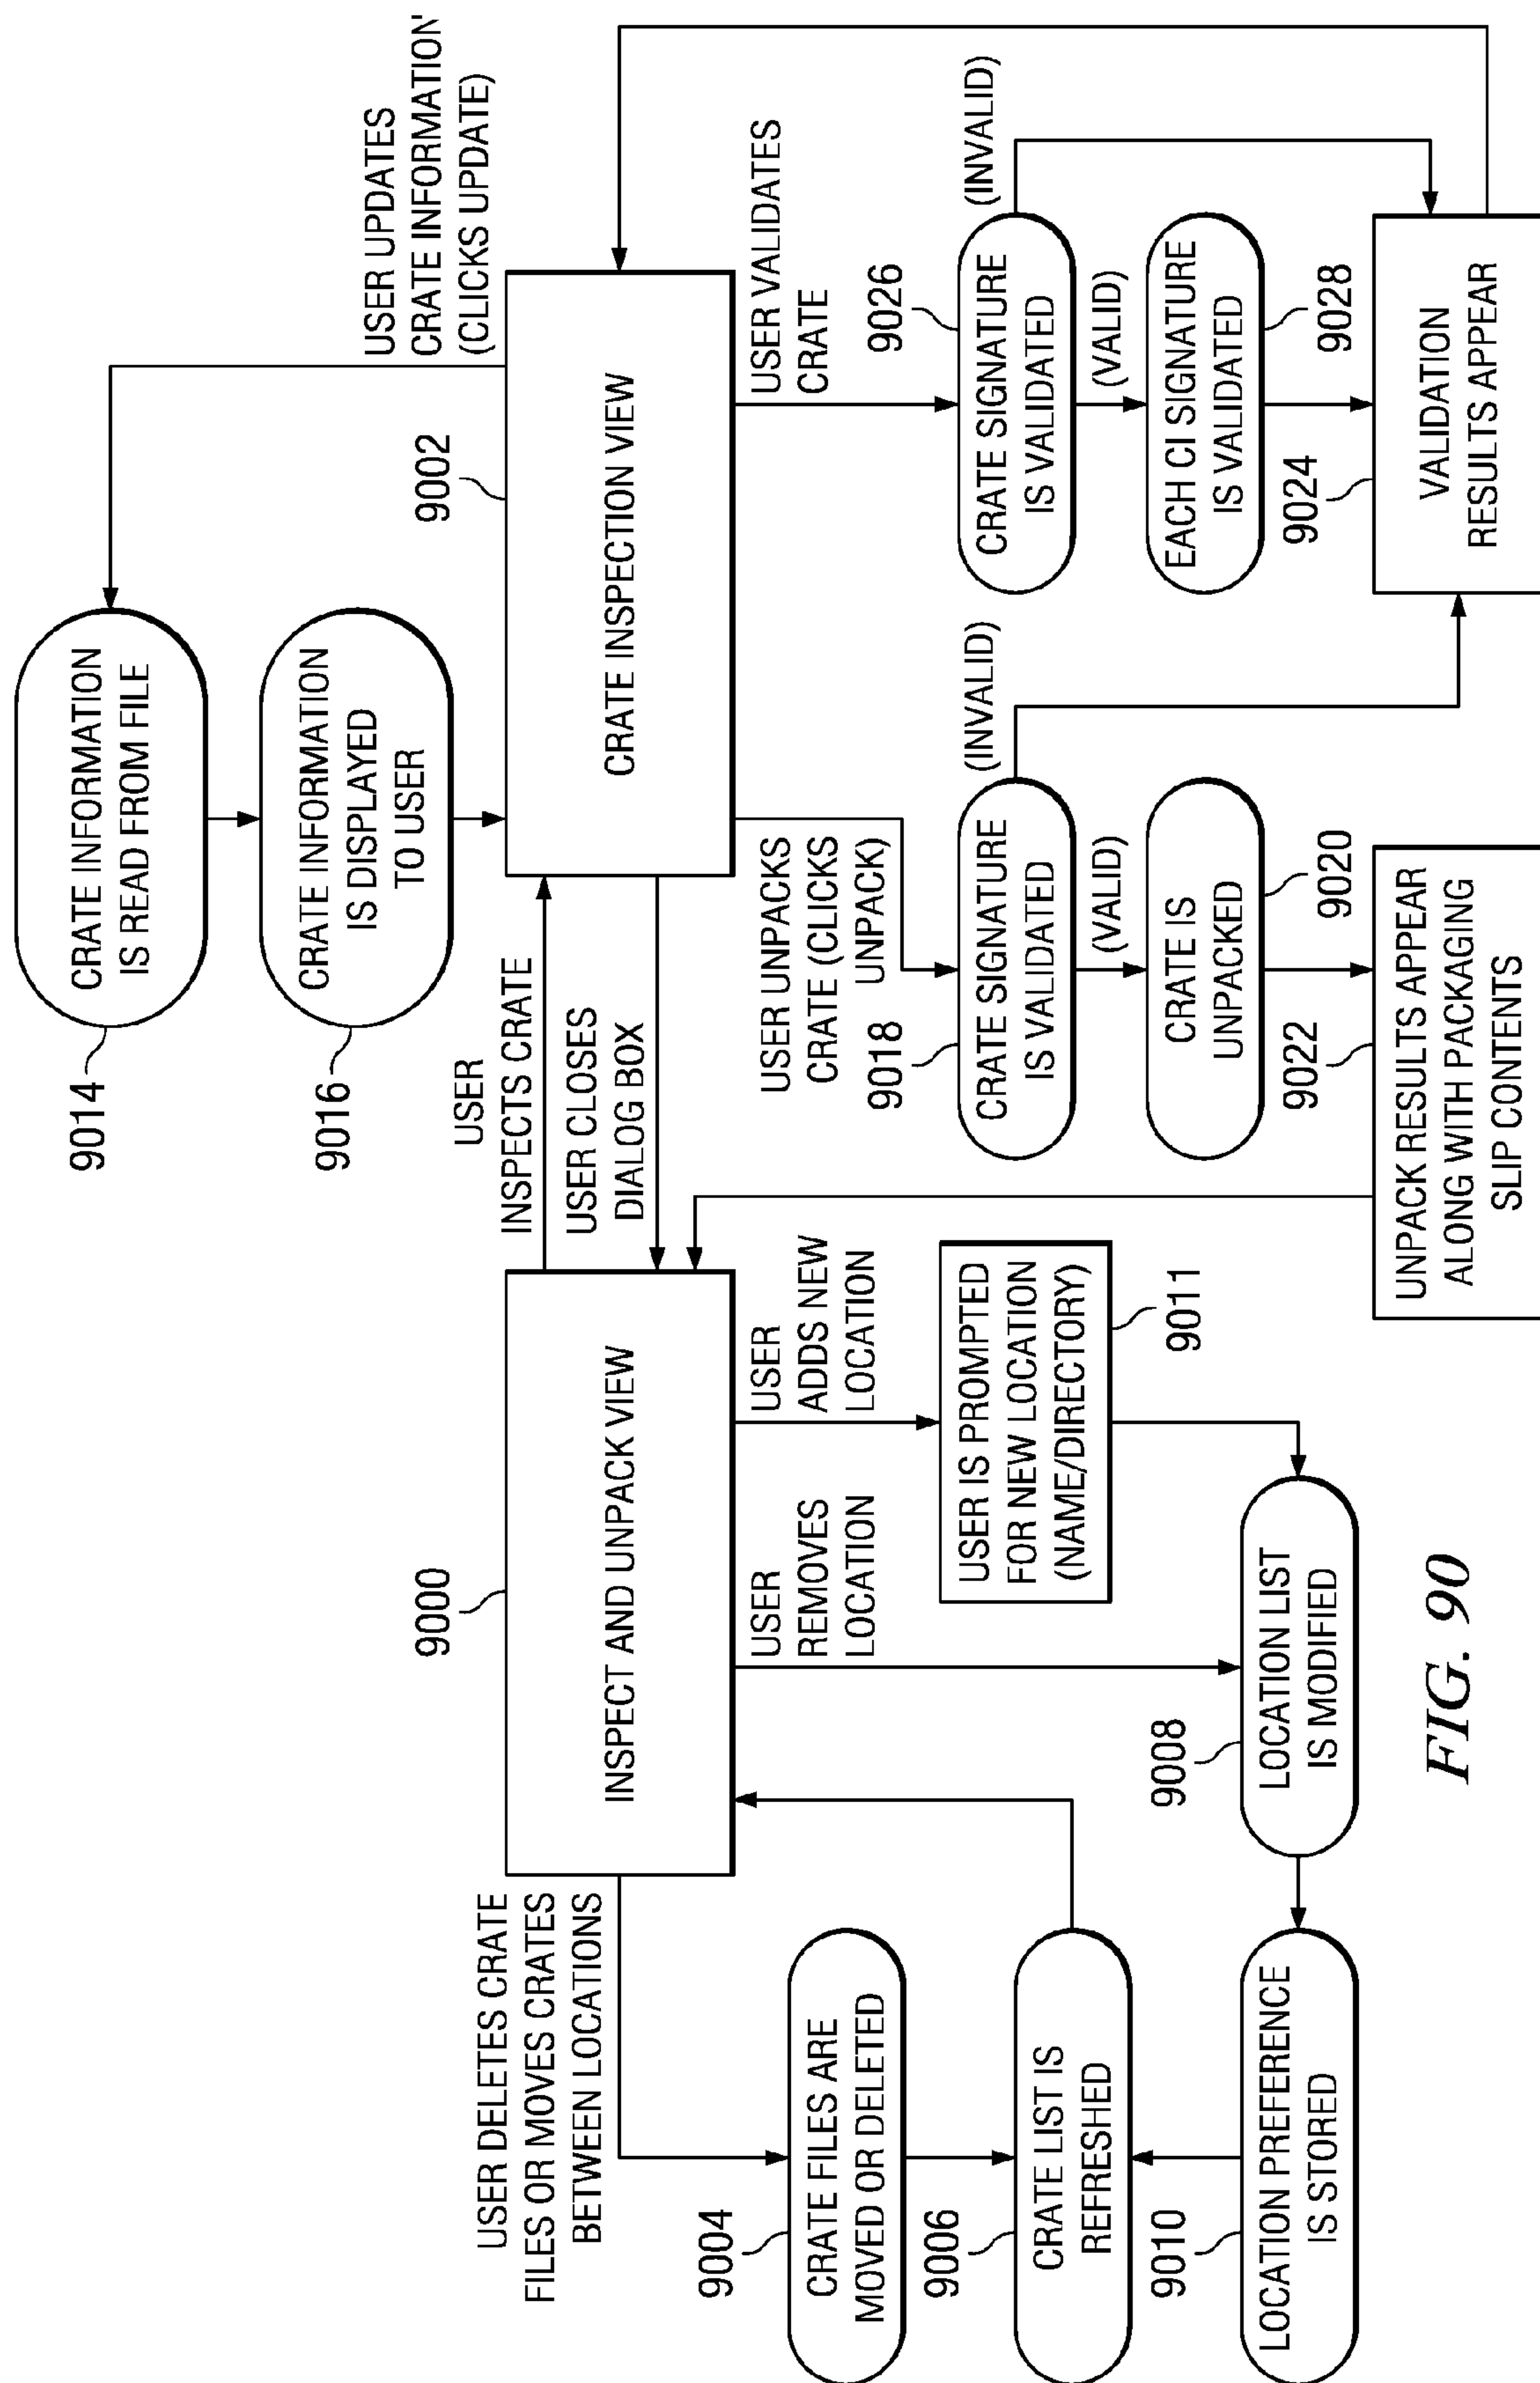 9014
CRATE INFORMATION
IS READ FROM FILE
9016
CRATE INFORMATION
IS DISPLAYED
TO USER
USER UPDATES
CRATE INFORMATION'
(CLICKS UPDATE)
USER DELETES CRATE
FILES OR MOVES CRATES
BETWEEN LOCATIONS
9000
INSPECT AND UNPACK VIEW
USER
INSPECTS CRATE
USER CLOSES
DIALOG BOX
9002
CRATE INSPECTION VIEW
9004
CRATE FILES ARE
MOVED OR DELETED
9006
CRATE LIST IS
REFRESHED
9010
LOCATION PREFERENCE
IS STORED
USER
REMOVES
LOCATION
USER
ADDS NEW
LOCATION
USER IS PROMPTED
FOR NEW LOCATION
(NAME/DIRECTORY)
9011
9008
LOCATION LIST
IS MODIFIED
USER UNPACKS
CRATE (CLICKS
UNPACK)
9018
CRATE SIGNATURE
IS VALIDATED
(INVALID)
(VALID)
CRATE IS
UNPACKED
9020
9022
UNPACK RESULTS APPEAR
ALONG WITH PACKAGING
SLIP CONTENTS
USER VALIDATES
CRATE
9026
CRATE SIGNATURE
IS VALIDATED
(INVALID)
(VALID)
EACH CI SIGNATURE
IS VALIDATED
9028
9024
VALIDATION
RESULTS APPEAR
FIG. 90